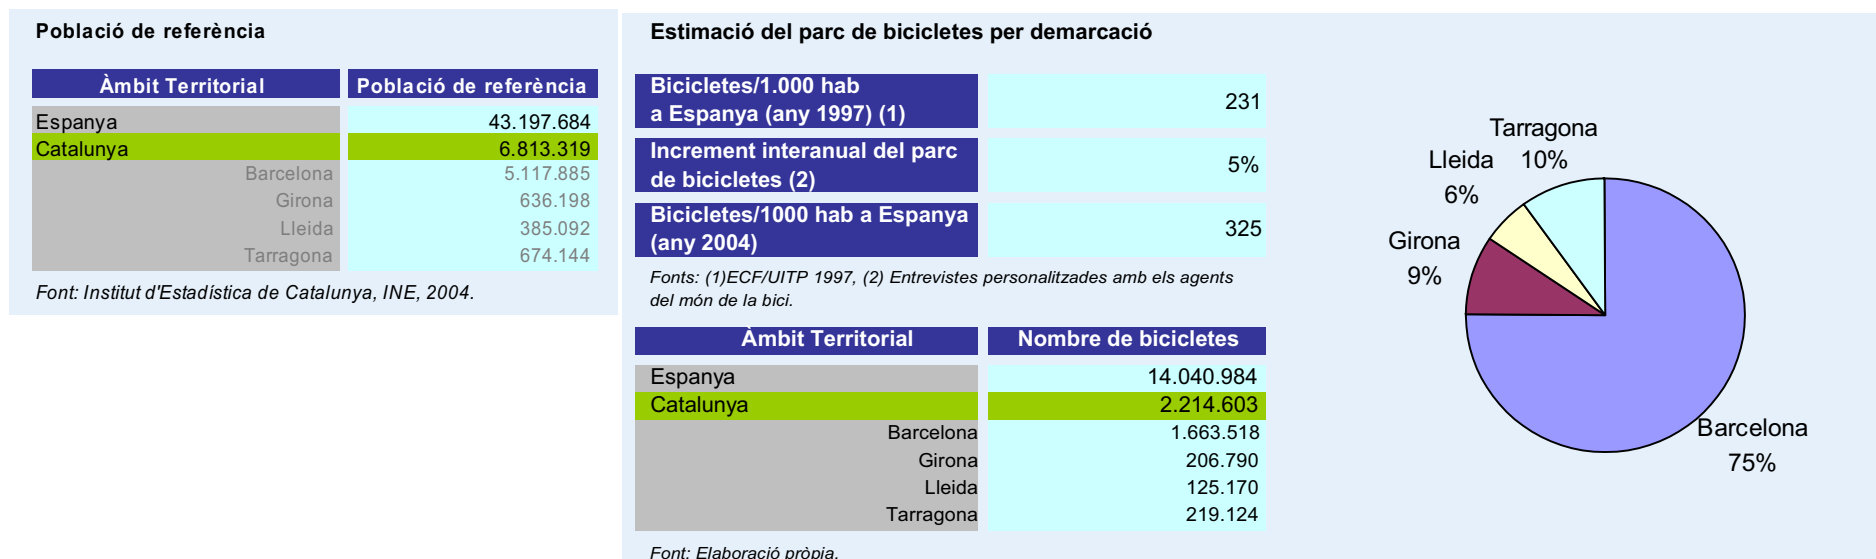 Població de referència
Àmbit Territorial Població de referència
Espanya 43.197.684
Catalunya 6.813.319
Barcelona 5.117.885
Girona 636.198
Lleida 385.092
Tarragona 674.144
Font: Institut d'Estadística de Catalunya, INE, 2004.
Estimació del parc de bicicletes per demarcació
Bicicletes/1.000 hab
a Espanya (any 1997) (1) 231
Increment interanual del parc
de bicicletes (2) 5%
Bicicletes/1000 hab a Espanya
(any 2004) 325
Fonts: (1)ECF/UITP 1997, (2) Entrevistes personalitzades amb els agents
del món de la bici.
Àmbit Territorial Nombre de bicicletes
Espanya 14.040.984
Catalunya 2.214.603
Barcelona 1.663.518
Girona 206.790
Lleida 125.170
Tarragona 219.124
Font: Elaboració pròpia.
Tarragona
10%
Lleida
6%
Girona
9%
Barcelona
75%